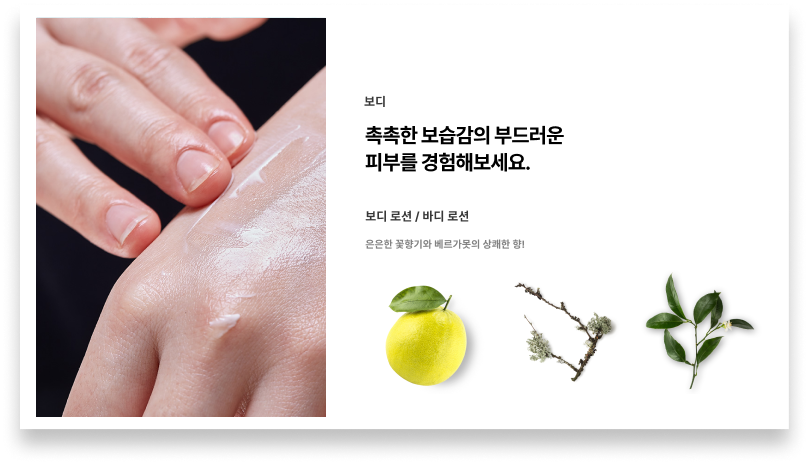 보디
촉촉한 보습감의 부드러운
피부를 경험해보세요.
보디 로션 / 바디 로션
은은한 꽃향기와 베르가못의 상쾌한 향!